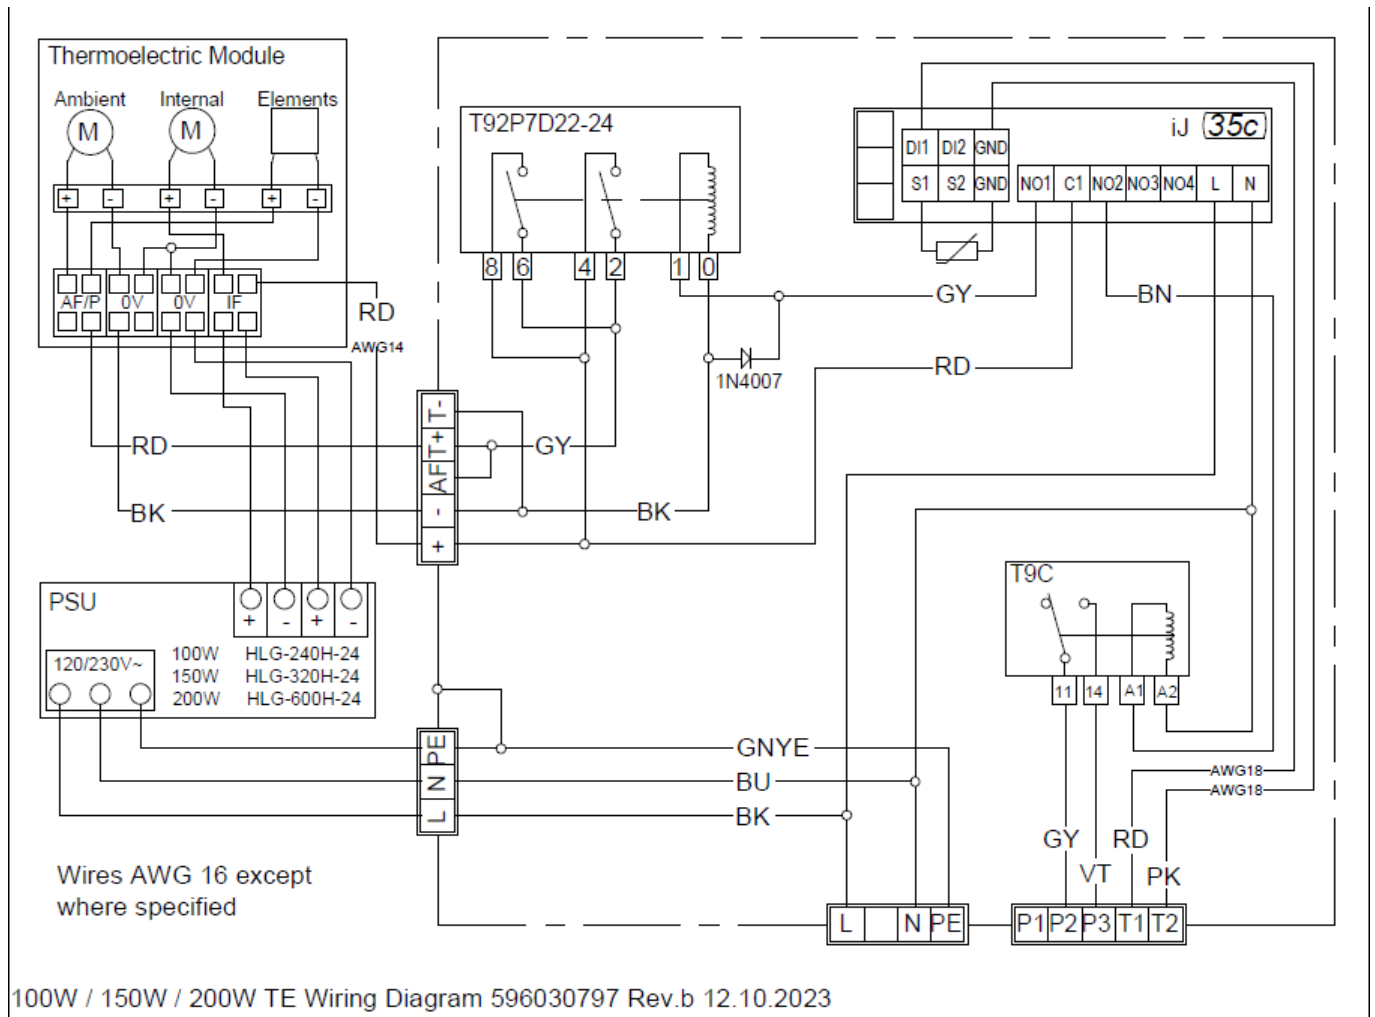 Thermoelectric Module
Ambient Internal Elements
M M
+ - + - + -
AF/P 0V 0V IF
RD
AWG14
T92P7D22-24
8 6 4 2 1 0
iJ 35c
DI1 DI2 GND
S1 S2 GND NO1 C1 NO2 NO3 NO4 L N
GY
BN
1N4007
RD
T-
T+
AF
-
+
RD
GY
BK
BK
PSU
+ - + -
120/230V~
100W HLG-240H-24
150W HLG-320H-24
200W HLG-600H-24
T9C
11 14 A1 A2
PE
N
L
GNYE
BU
BK
AWG18
AWG18
GY RD
VT PK
L N PE
P1 P2 P3 T1 T2
Wires AWG 16 except
where specified
100W / 150W / 200W TE Wiring Diagram 596030797 Rev.b 12.10.2023